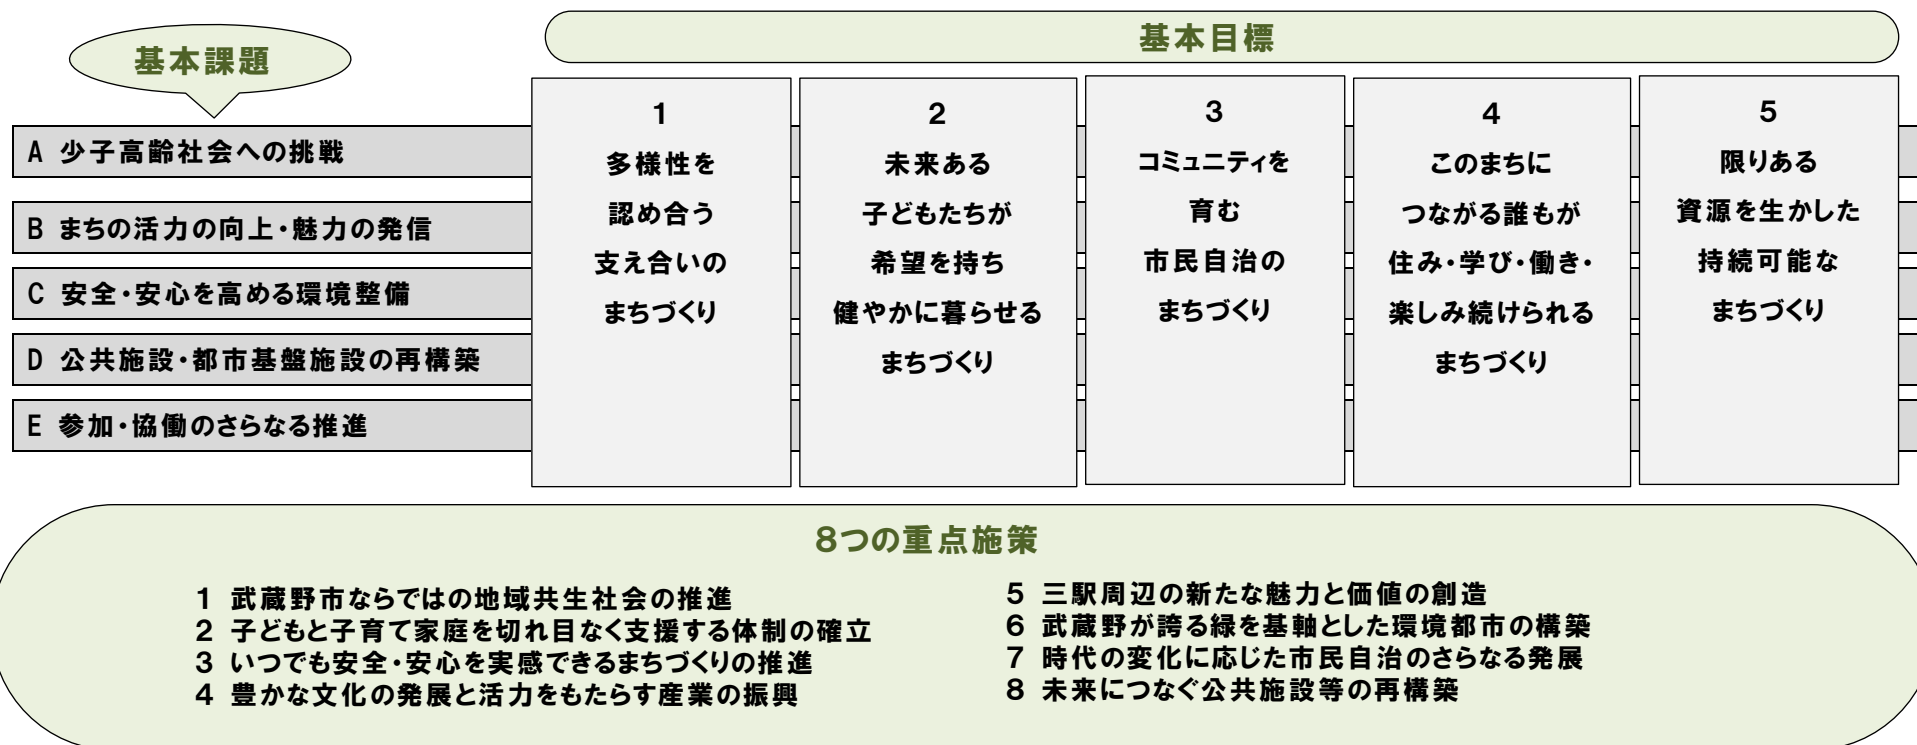 基本課題
基本目標
A 少子高齢社会への挑戦
B まちの活力の向上・魅力の発信
C 安全・安心を高める環境整備
D 公共施設・都市基盤施設の再構築
E 参加・協働のさらなる推進
1
多様性を
認め合う
支え合いの
まちづくり
2
未来ある
子どもたちが
希望を持ち
健やかに暮らせる
まちづくり
3
コミュニティを
育む
市民自治の
まちづくり
4
このまちに
つながる誰もが
住み・学び・働き・
楽しみ続けられる
まちづくり
5
限りある
資源を生かした
持続可能な
まちづくり
8つの重点施策
1 武蔵野市ならではの地域共生社会の推進
2 子どもと子育て家庭を切れ目なく支援する体制の確立
3 いつでも安全・安心を実感できるまちづくりの推進
4 豊かな文化の発展と活力をもたらす産業の振興
5 三駅周辺の新たな魅力と価値の創造
6 武蔵野が誇る緑を基軸とした環境都市の構築
7 時代の変化に応じた市民自治のさらなる発展
8 未来につなぐ公共施設等の再構築